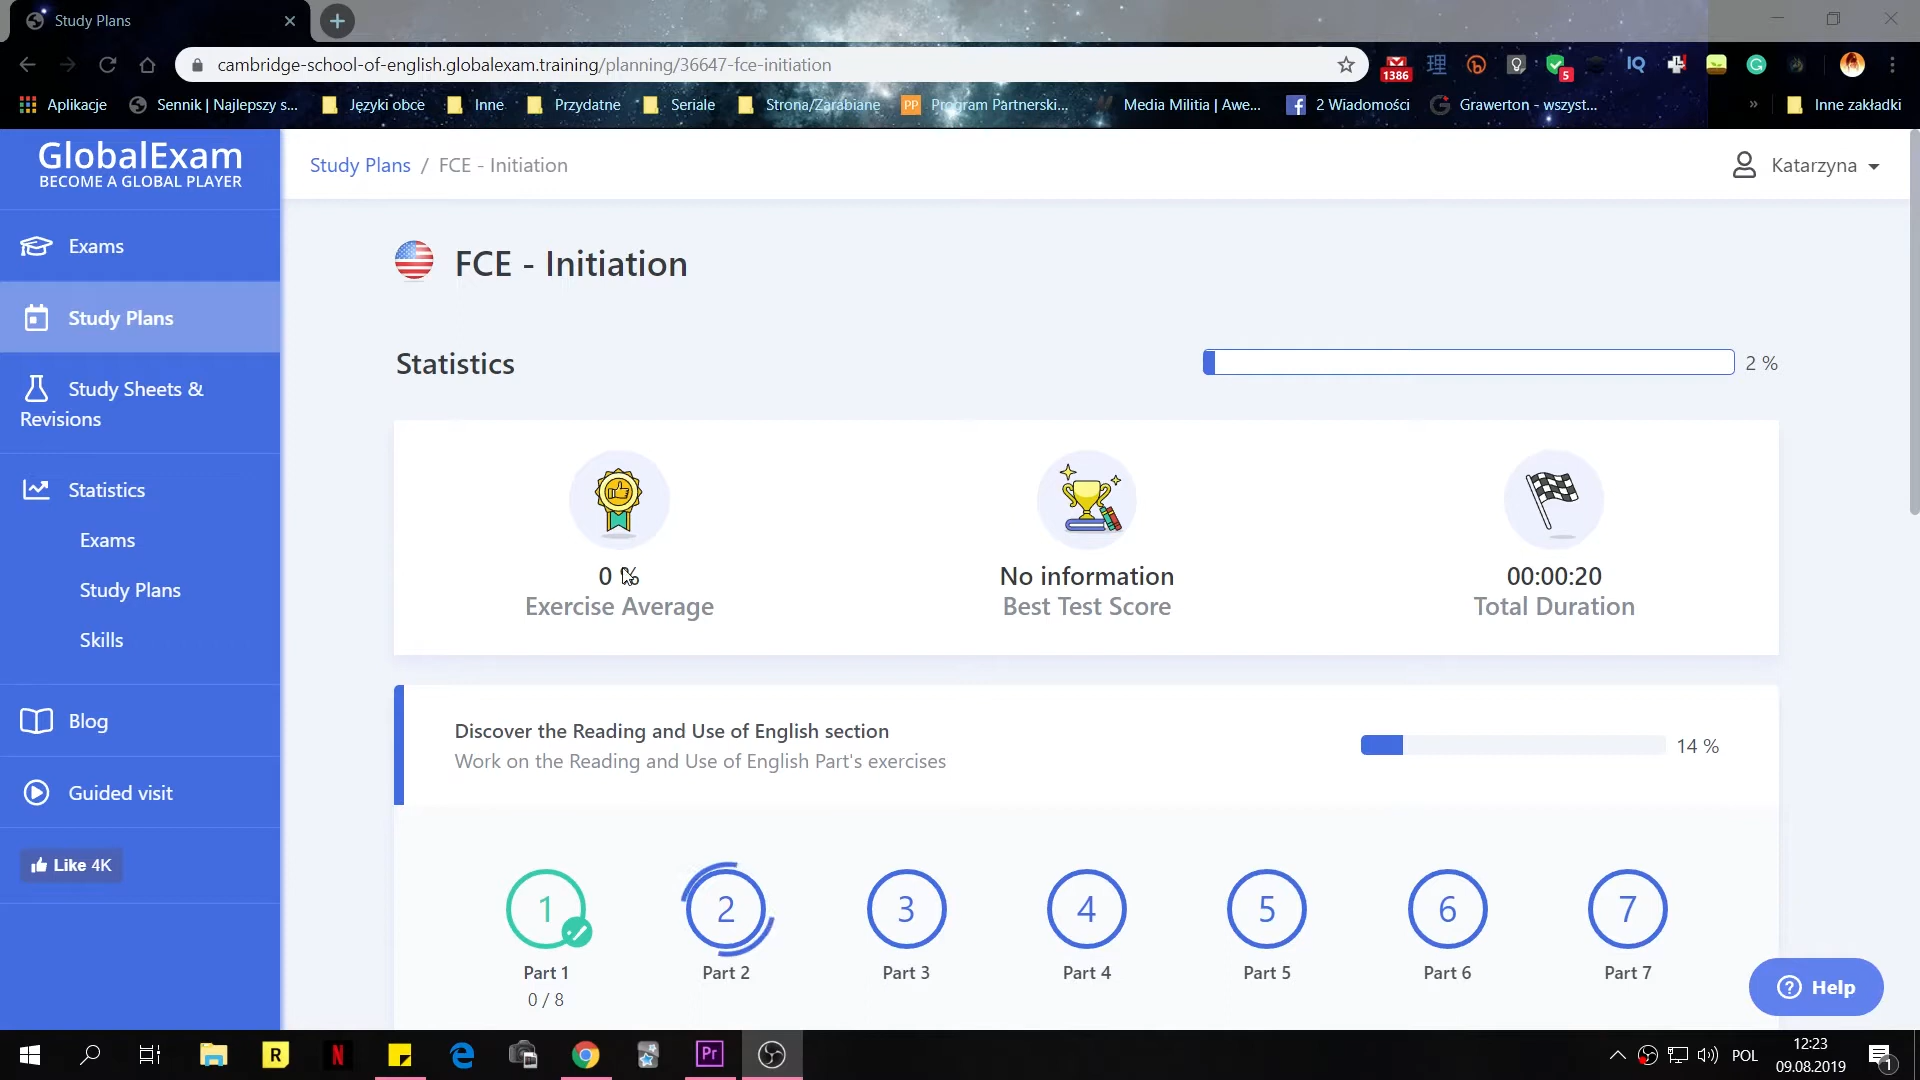 Study Plans
cambridge-school-of-english.globalexam.training/planning/36647-fce-initiation
1386
5
IQ
Aplikacje
Sennik | Najlepszy s...
Języki obce
Inne
Przydatne
Seriale
Strona/Zarabianie
PP
Program Partnerski...
Media Militia | Awe...
2 Wiadomości
Grawerton - wszyst...
»
Inne zakładki
GlobalExam
BECOME A GLOBAL PLAYER
Study Plans / FCE - Initiation
Katarzyna
Exams
Study Plans
Study Sheets &
Revisions
Statistics
Exams
Study Plans
Skills
Blog
Guided visit
Like 4K
FCE - Initiation
Statistics
2 %
0 %
Exercise Average
No information
Best Test Score
00:00:20
Total Duration
Discover the Reading and Use of English section
Work on the Reading and Use of English Part's exercises
14 %
1
2
3
4
5
6
7
Part 1
Part 2
Part 3
Part 4
Part 5
Part 6
Part 7
0 / 8
Help
R
N
Pr
POL
12:23
09.08.2019
1